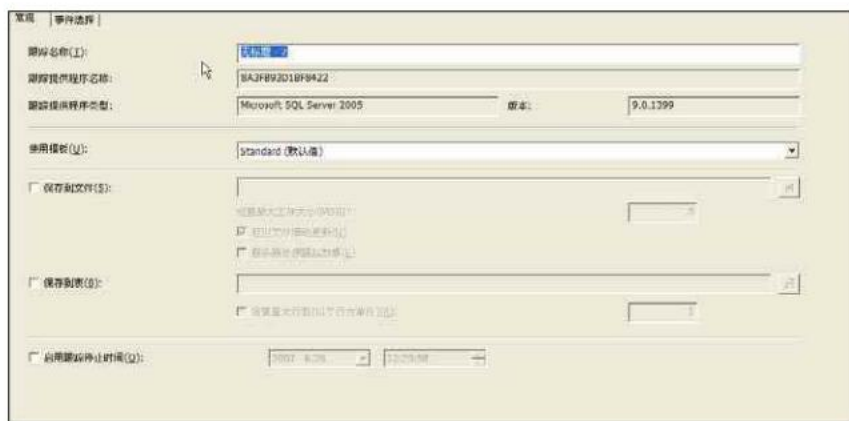 常规 事件选择
跟踪名称(I):
无标题 - 2
跟踪提供程序名称:
8A3FB93D1BF8422
跟踪提供程序类型:
Microsoft SQL Server 2005
版本:
9.0.1399
使用模板(U):
Standard (默认值)
保存到文件(S):
5
保存到表(B):
启用跟踪停止时间(O):